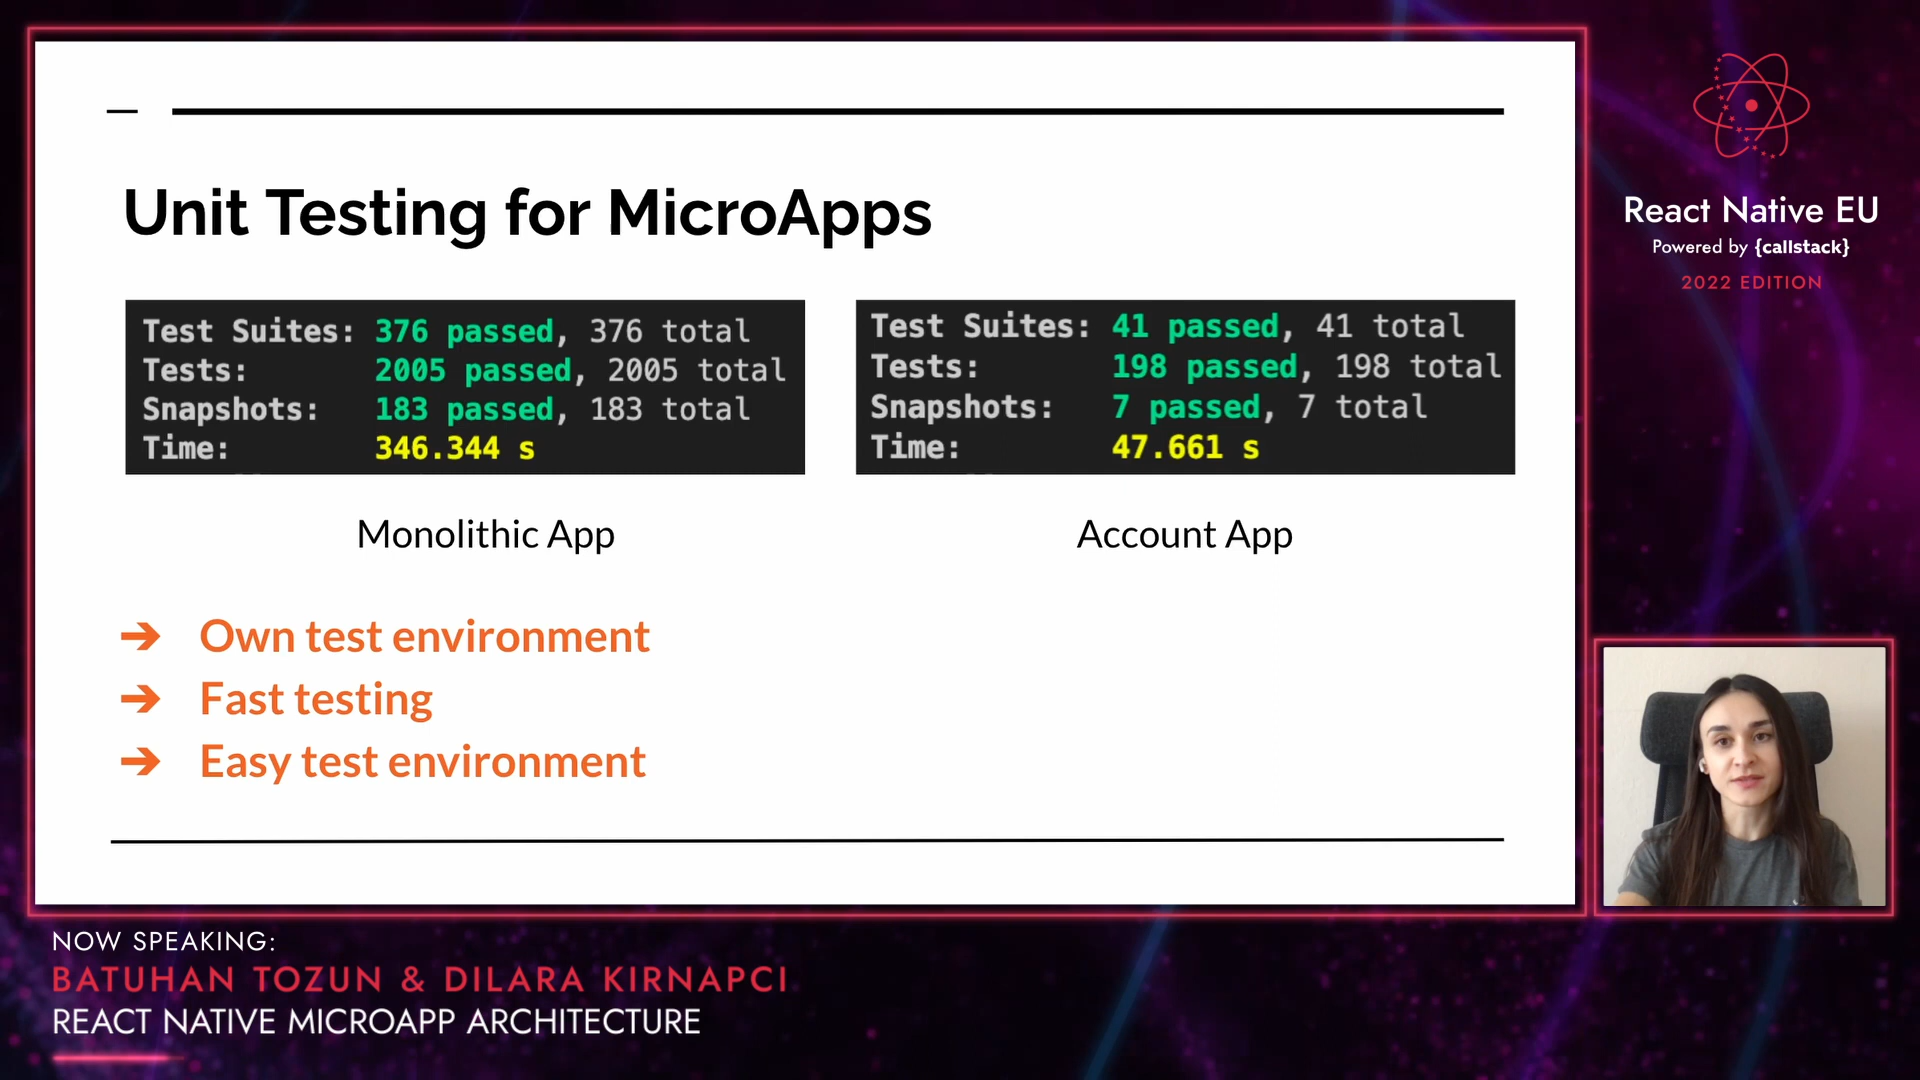 Unit Testing for MicroApps
Test Suites: 376 passed, 376 total
Tests: 2005 passed, 2005 total
Snapshots: 183 passed, 183 total
Time: 346.344 s
Monolithic App
Test Suites: 41 passed, 41 total
Tests: 198 passed, 198 total
Snapshots: 7 passed, 7 total
Time: 47.661 s
Account App
➔ Own test environment
➔ Fast testing
➔ Easy test environment
React Native EU
Powered by {callstack}
2022 EDITION
NOW SPEAKING:
BATUHAN TOZUN & DILARA KIRNAPCI
REACT NATIVE MICROAPP ARCHITECTURE